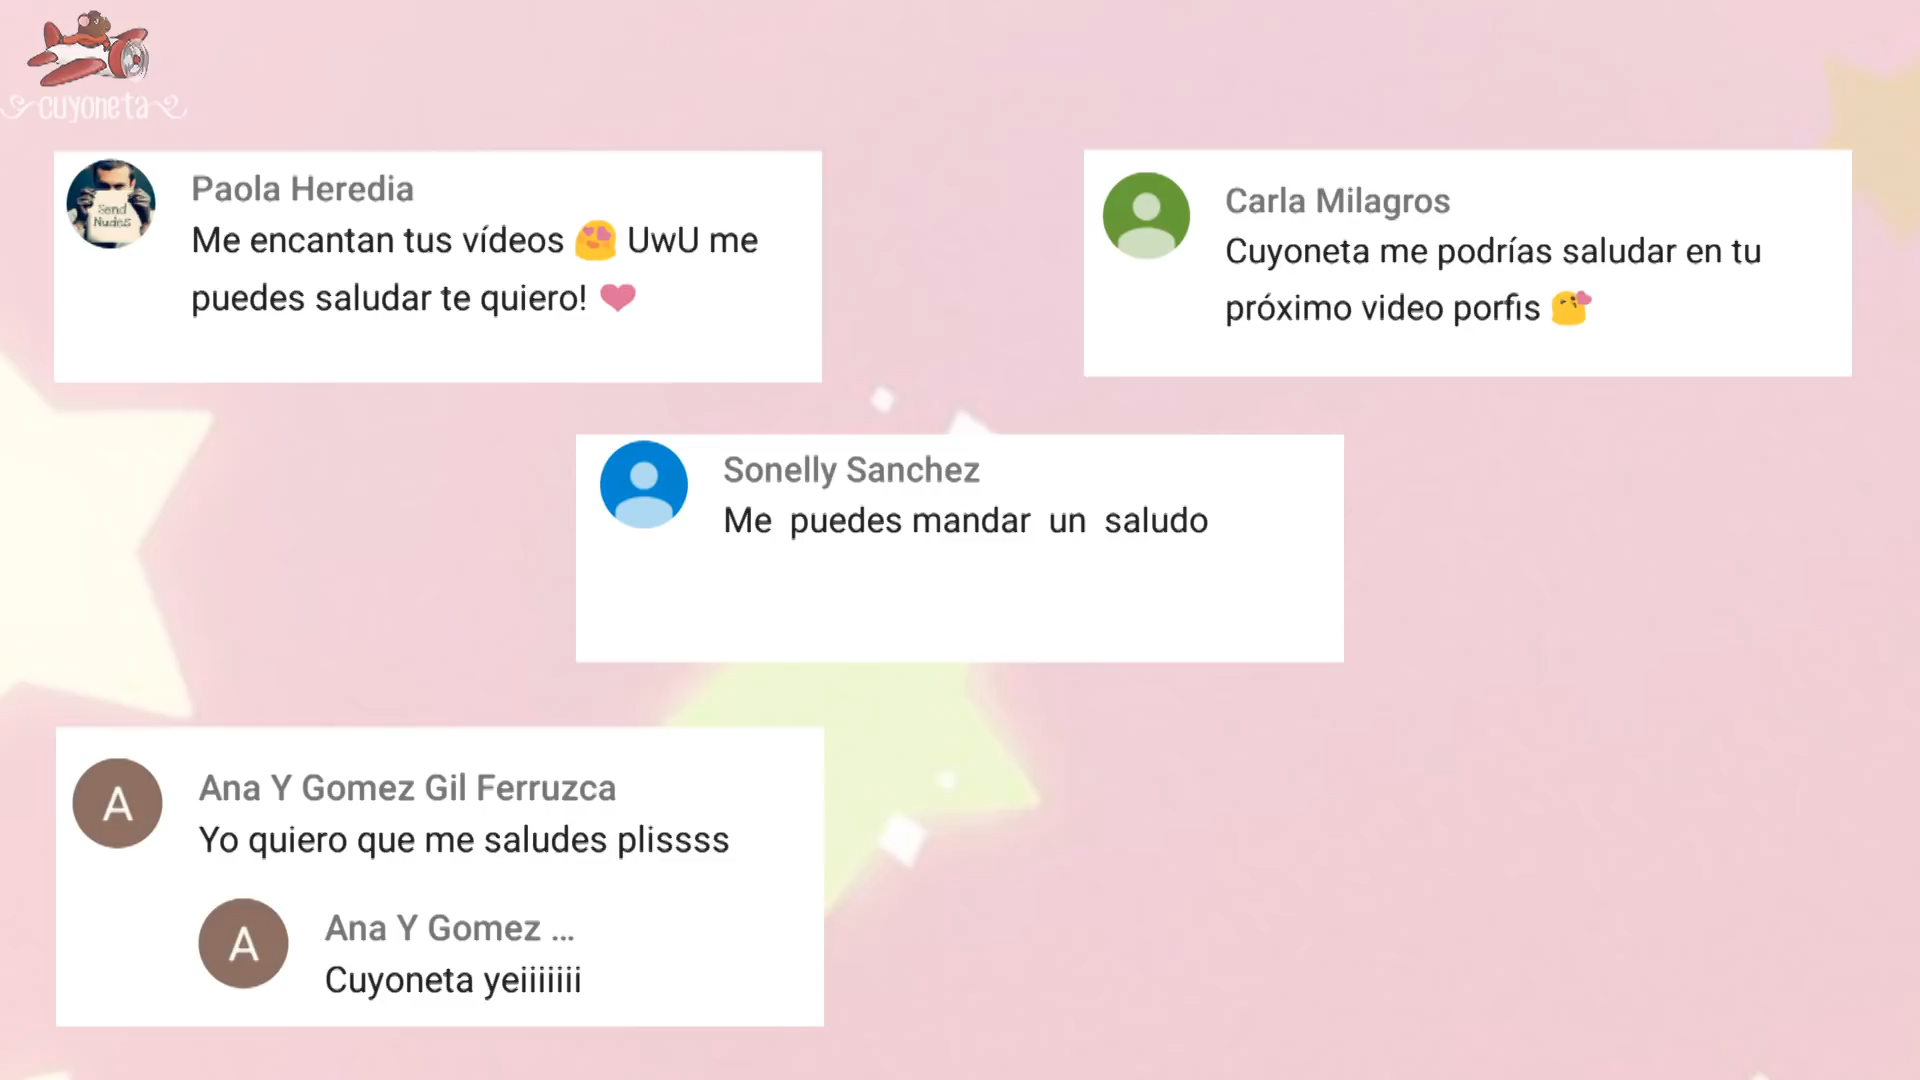 cuyoneta
Send
Nudes
Paola Heredia
Me encantan tus vídeos 😍 UwU me
puedes saludar te quiero! ❤
Carla Milagros
Cuyoneta me podrías saludar en tu
próximo video porfis 😘
Sonelly Sanchez
Me puedes mandar un saludo
A
Ana Y Gomez Gil Ferruzca
Yo quiero que me saludes plissss
A
Ana Y Gomez ...
Cuyoneta yeiiiiiii